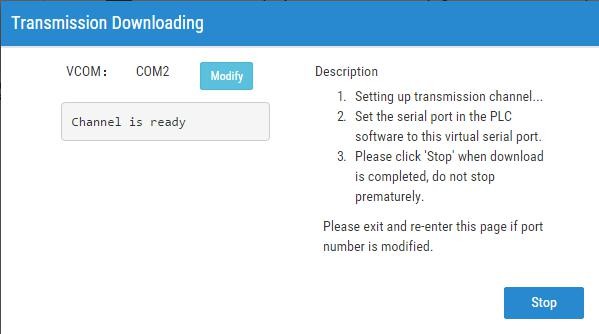 Transmission Downloading
VCOM: COM2 Modify
Channel is ready
Description
1. Setting up transmission channel...
2. Set the serial port in the PLC
software to this virtual serial port.
3. Please click 'Stop' when download
is completed, do not stop
prematurely.
Please exit and re-enter this page if port
number is modified.
Stop